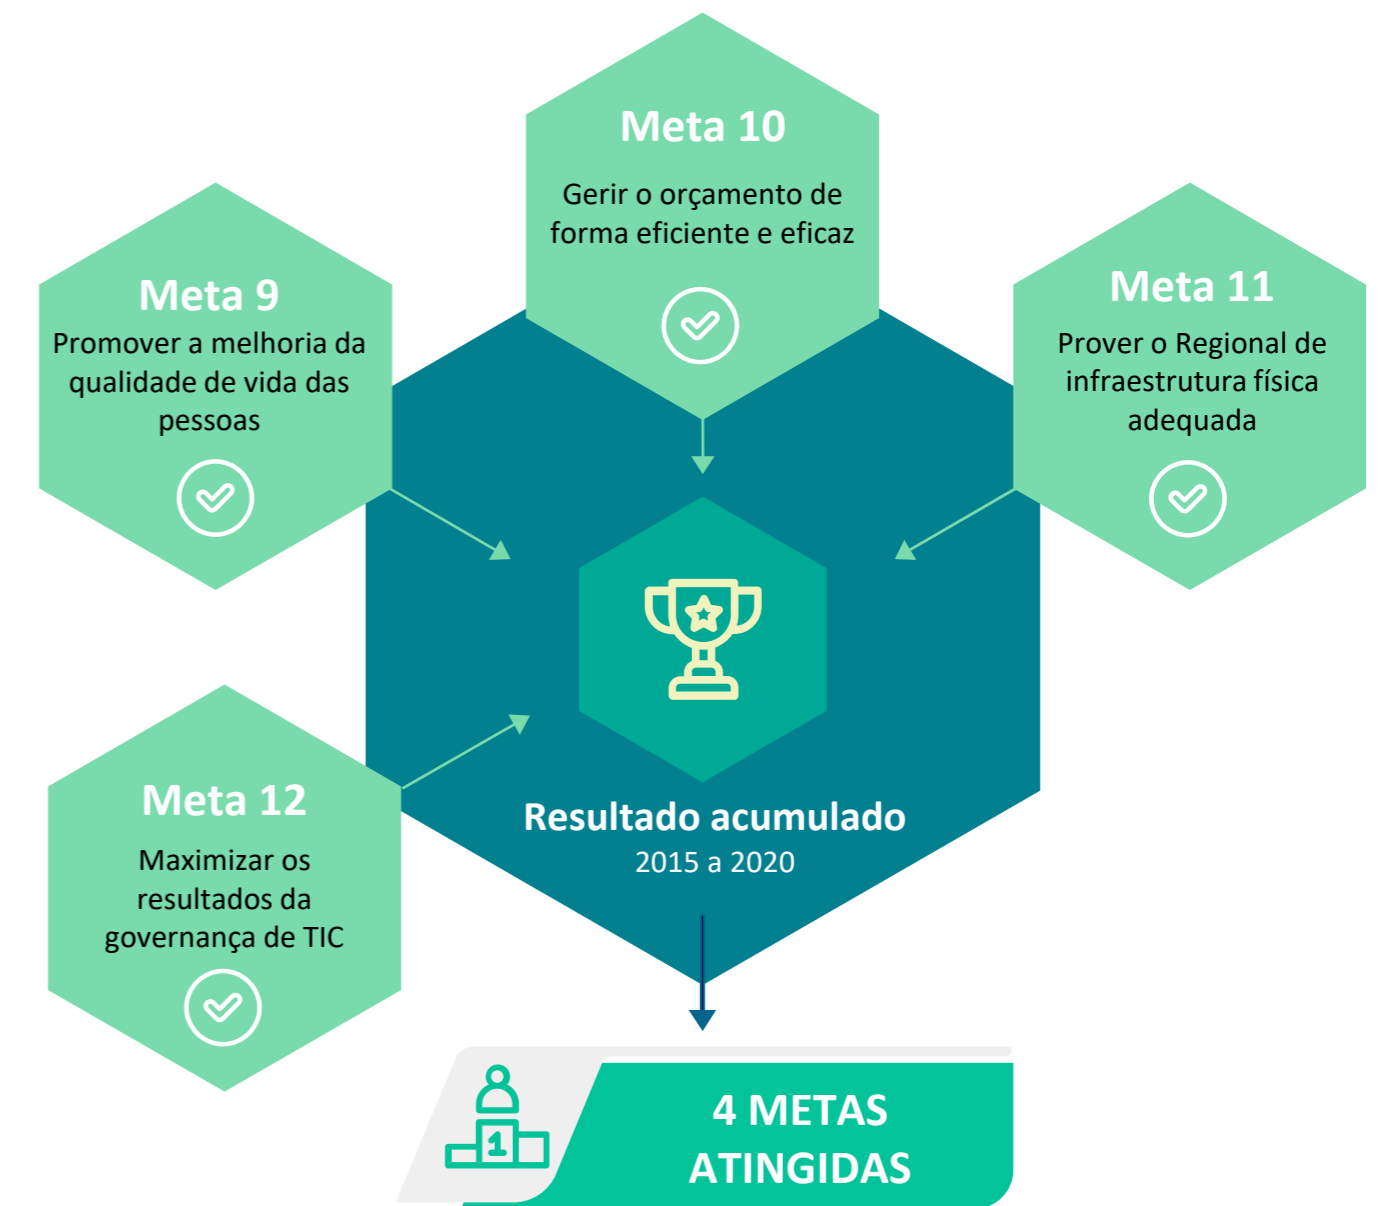 Meta 9
Promover a melhoria da
qualidade de vida das
pessoas
Meta 10
Gerir o orçamento de
forma eficiente e eficaz
Meta 11
Prover o Regional de
infraestrutura física
adequada
Meta 12
Maximizar os
resultados da
governança de TIC
Resultado acumulado
2015 a 2020
1
4 METAS
ATINGIDAS